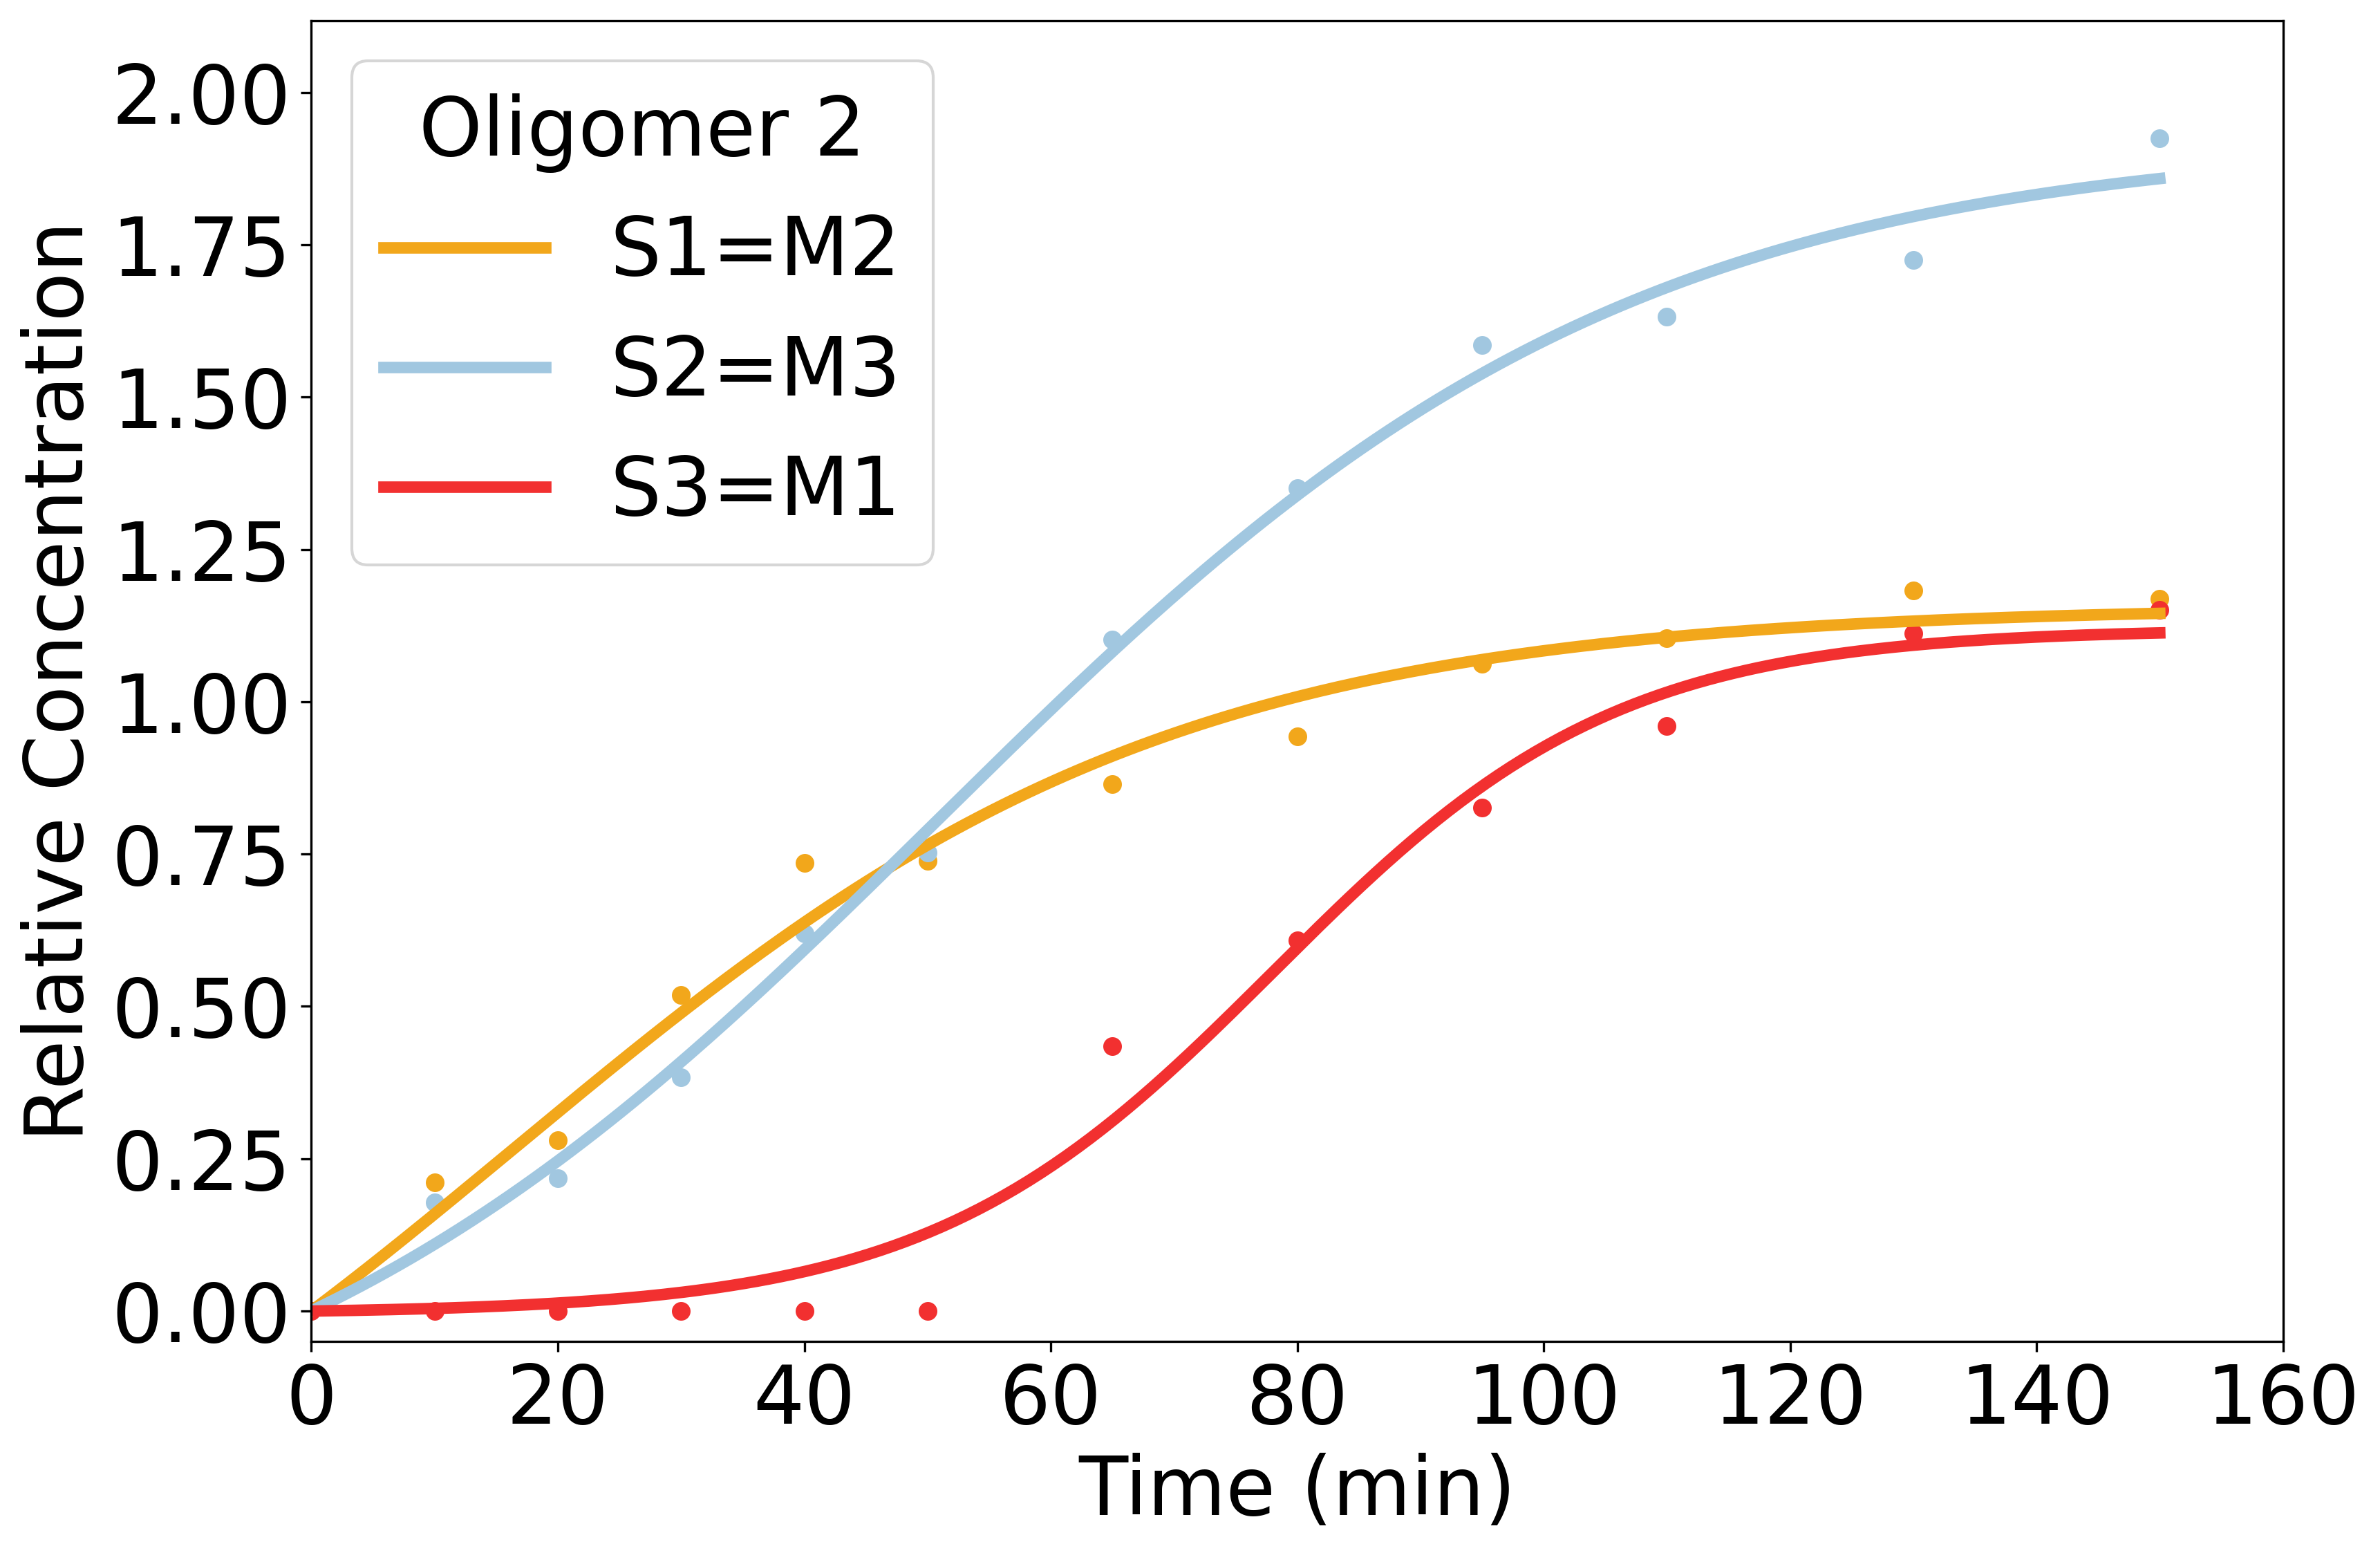 Oligomer 2
S1=M2
S2=M3
S3=M1
2.00
1.75
1.50
1.25
1.00
0.75
0.50
0.25
0.00
Relative Concentration
0 20 40 60 80 100 120 140 160
Time (min)